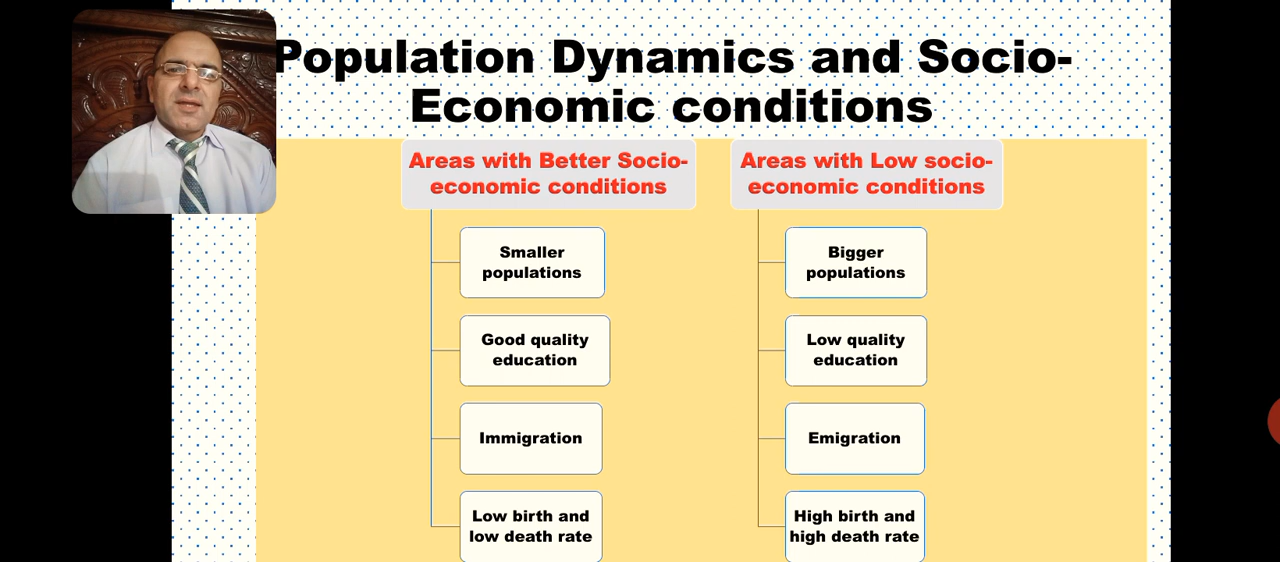 Population Dynamics and Socio-
Economic conditions
Areas with Better Socio-
economic conditions
Smaller
populations
Good quality
education
Immigration
Low birth and
low death rate
Areas with Low socio-
economic conditions
Bigger
populations
Low quality
education
Emigration
High birth and
high death rate